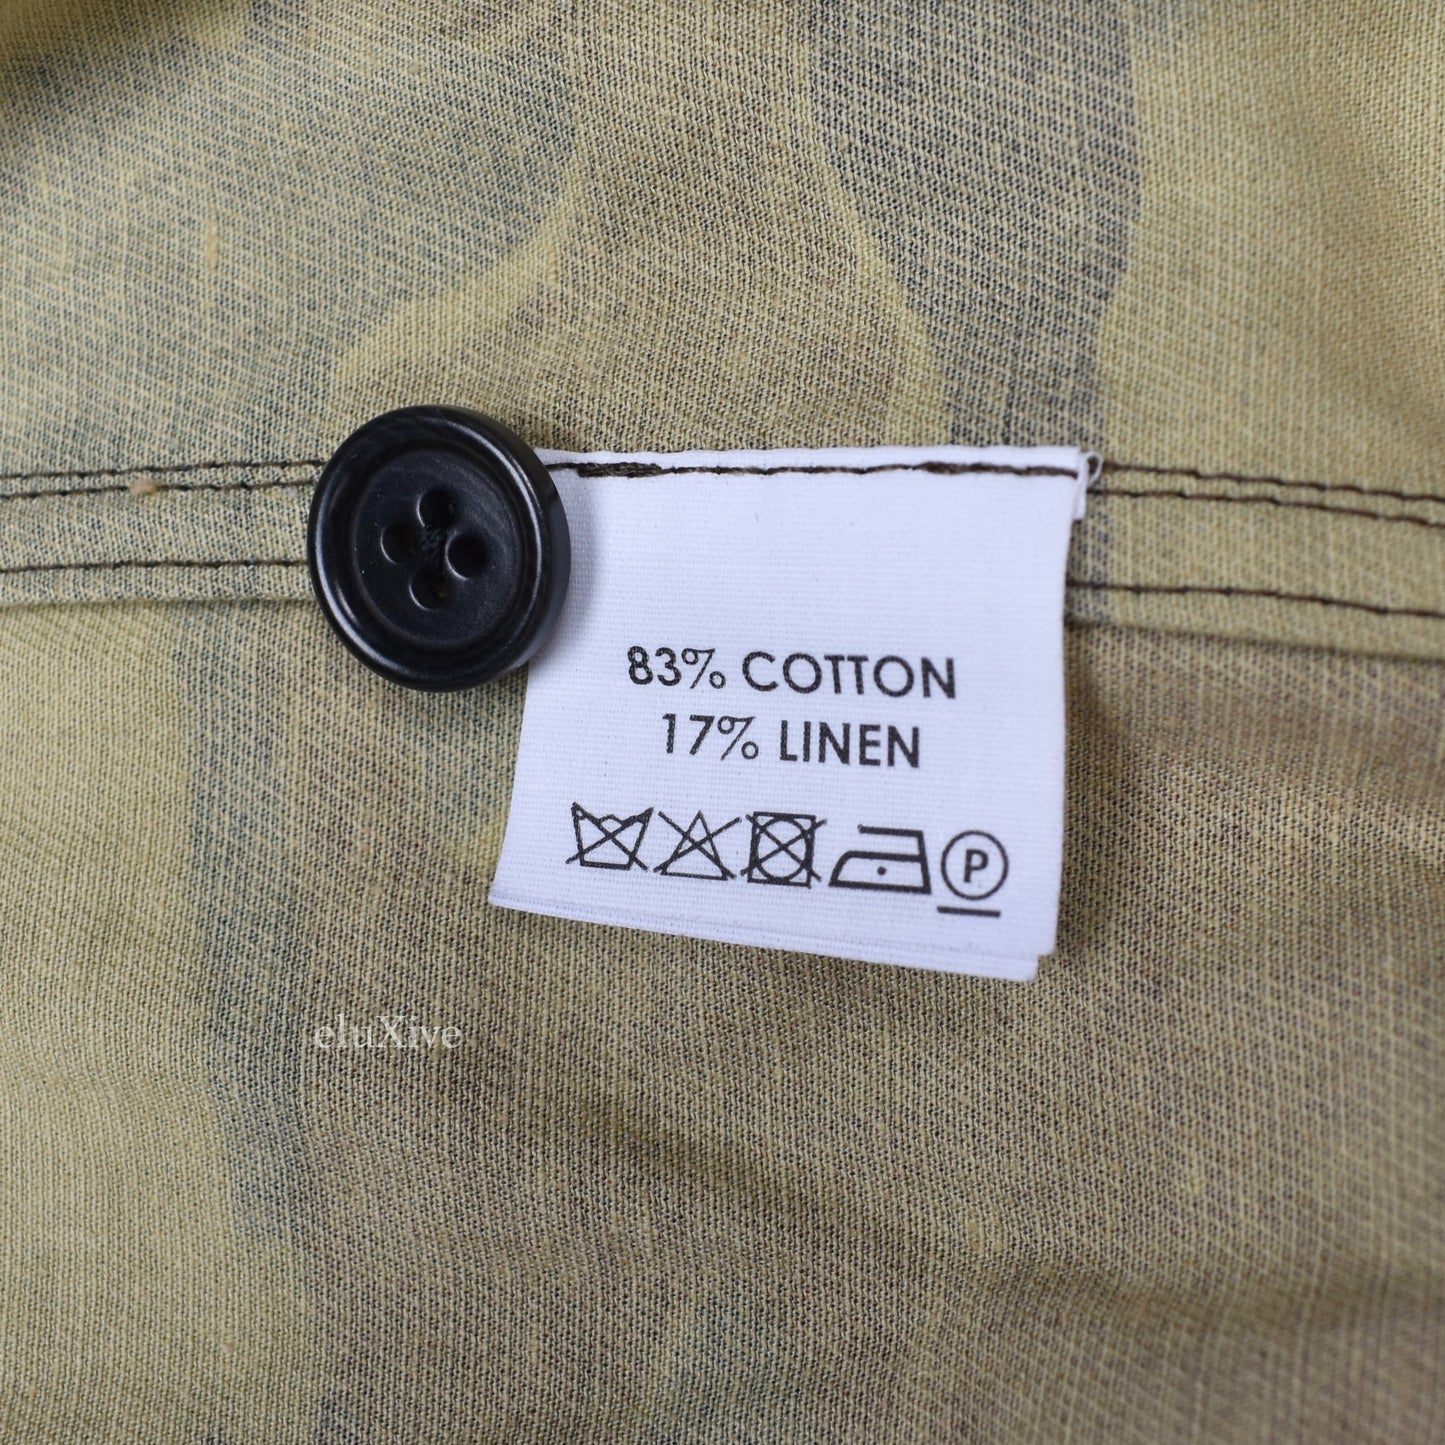 83% COTTON
17% LINEN
P
eluXive